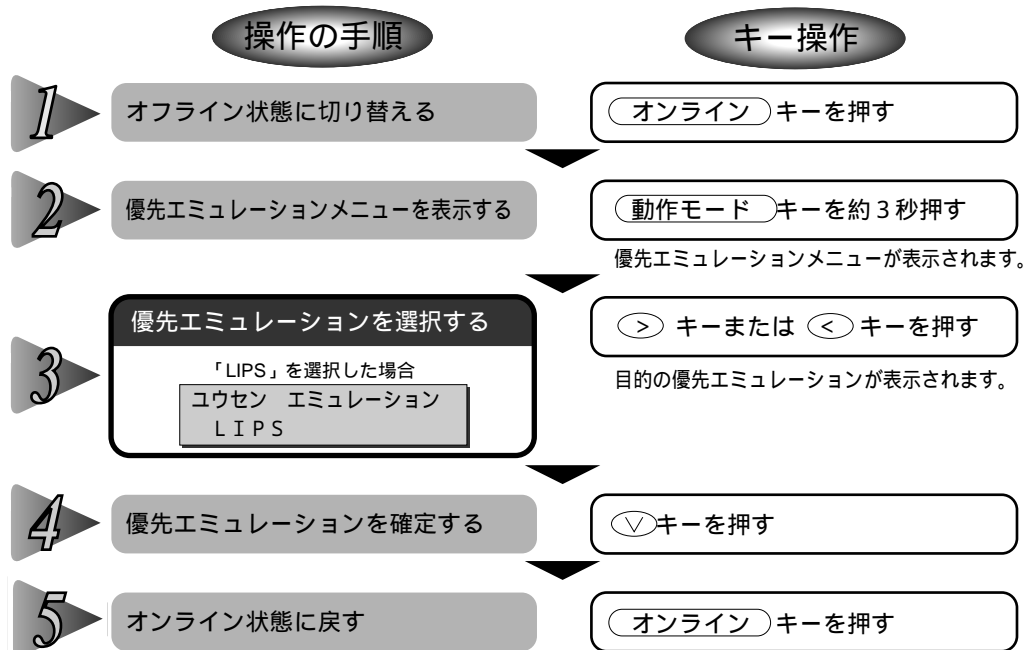 操作の手順
キー操作
1
オフライン状態に切り替える
オンライン キーを押す
2
優先エミュレーションメニューを表示する
動作モード キーを約3秒押す
優先エミュレーションメニューが表示されます。
3
優先エミュレーションを選択する
「LIPS」を選択した場合
ユウセン エミュレーション
LIPS
> キーまたは < キーを押す
目的の優先エミュレーションが表示されます。
4
優先エミュレーションを確定する
∨キーを押す
5
オンライン状態に戻す
オンライン キーを押す